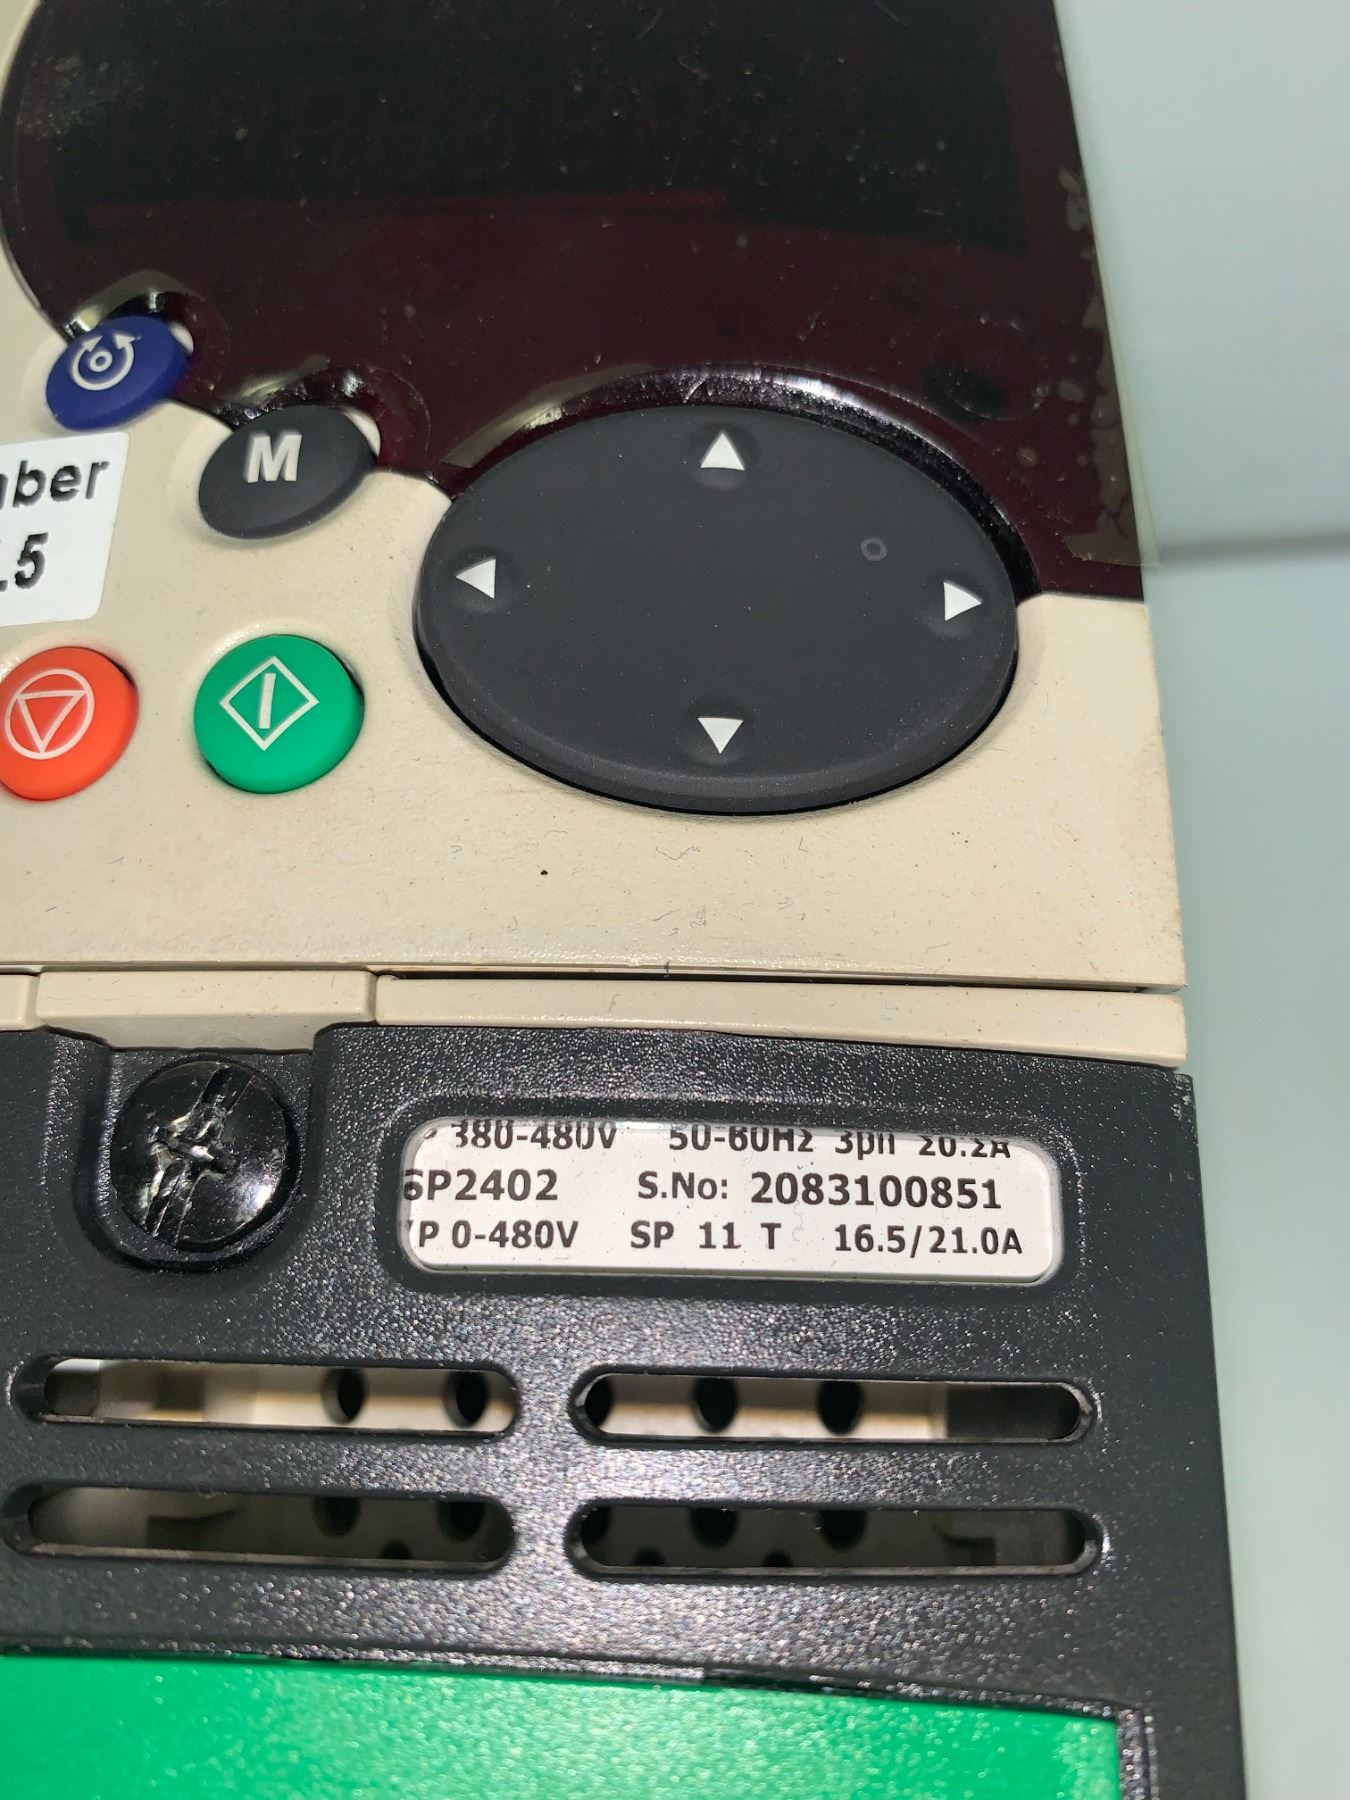 M
ber
.5
380-480V 50-60Hz 3ph 20.2A
SP2402 S.No: 2083100851
P 0-480V SP 11 T 16.5/21.0A